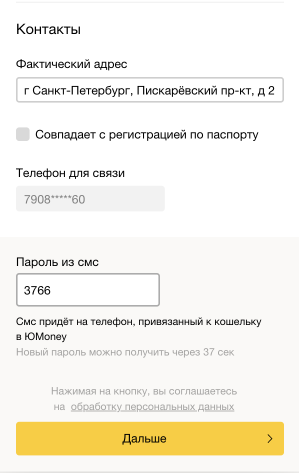 Контакты
Фактический адрес
г Санкт-Петербург, Пискарёвский пр-кт, д 2
Совпадает с регистрацией по паспорту
Телефон для связи
7908*****60
Пароль из смс
3766
Смс придёт на телефон, привязанный к кошельку
в ЮMoney
Новый пароль можно получить через 37 сек
Нажимая на кнопку, вы соглашаетесь
на обработку персональных данных
Дальше